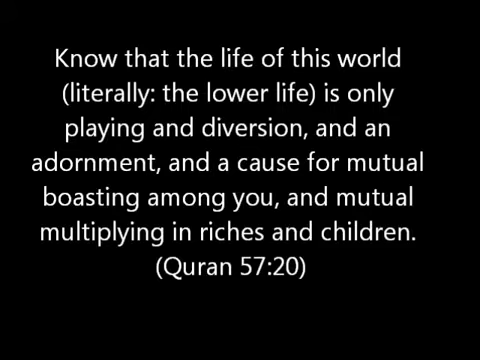 Know that the life of this world
(literally: the lower life) is only
playing and diversion, and an
adornment, and a cause for mutual
boasting among you, and mutual
multiplying in riches and children.
(Quran 57:20)